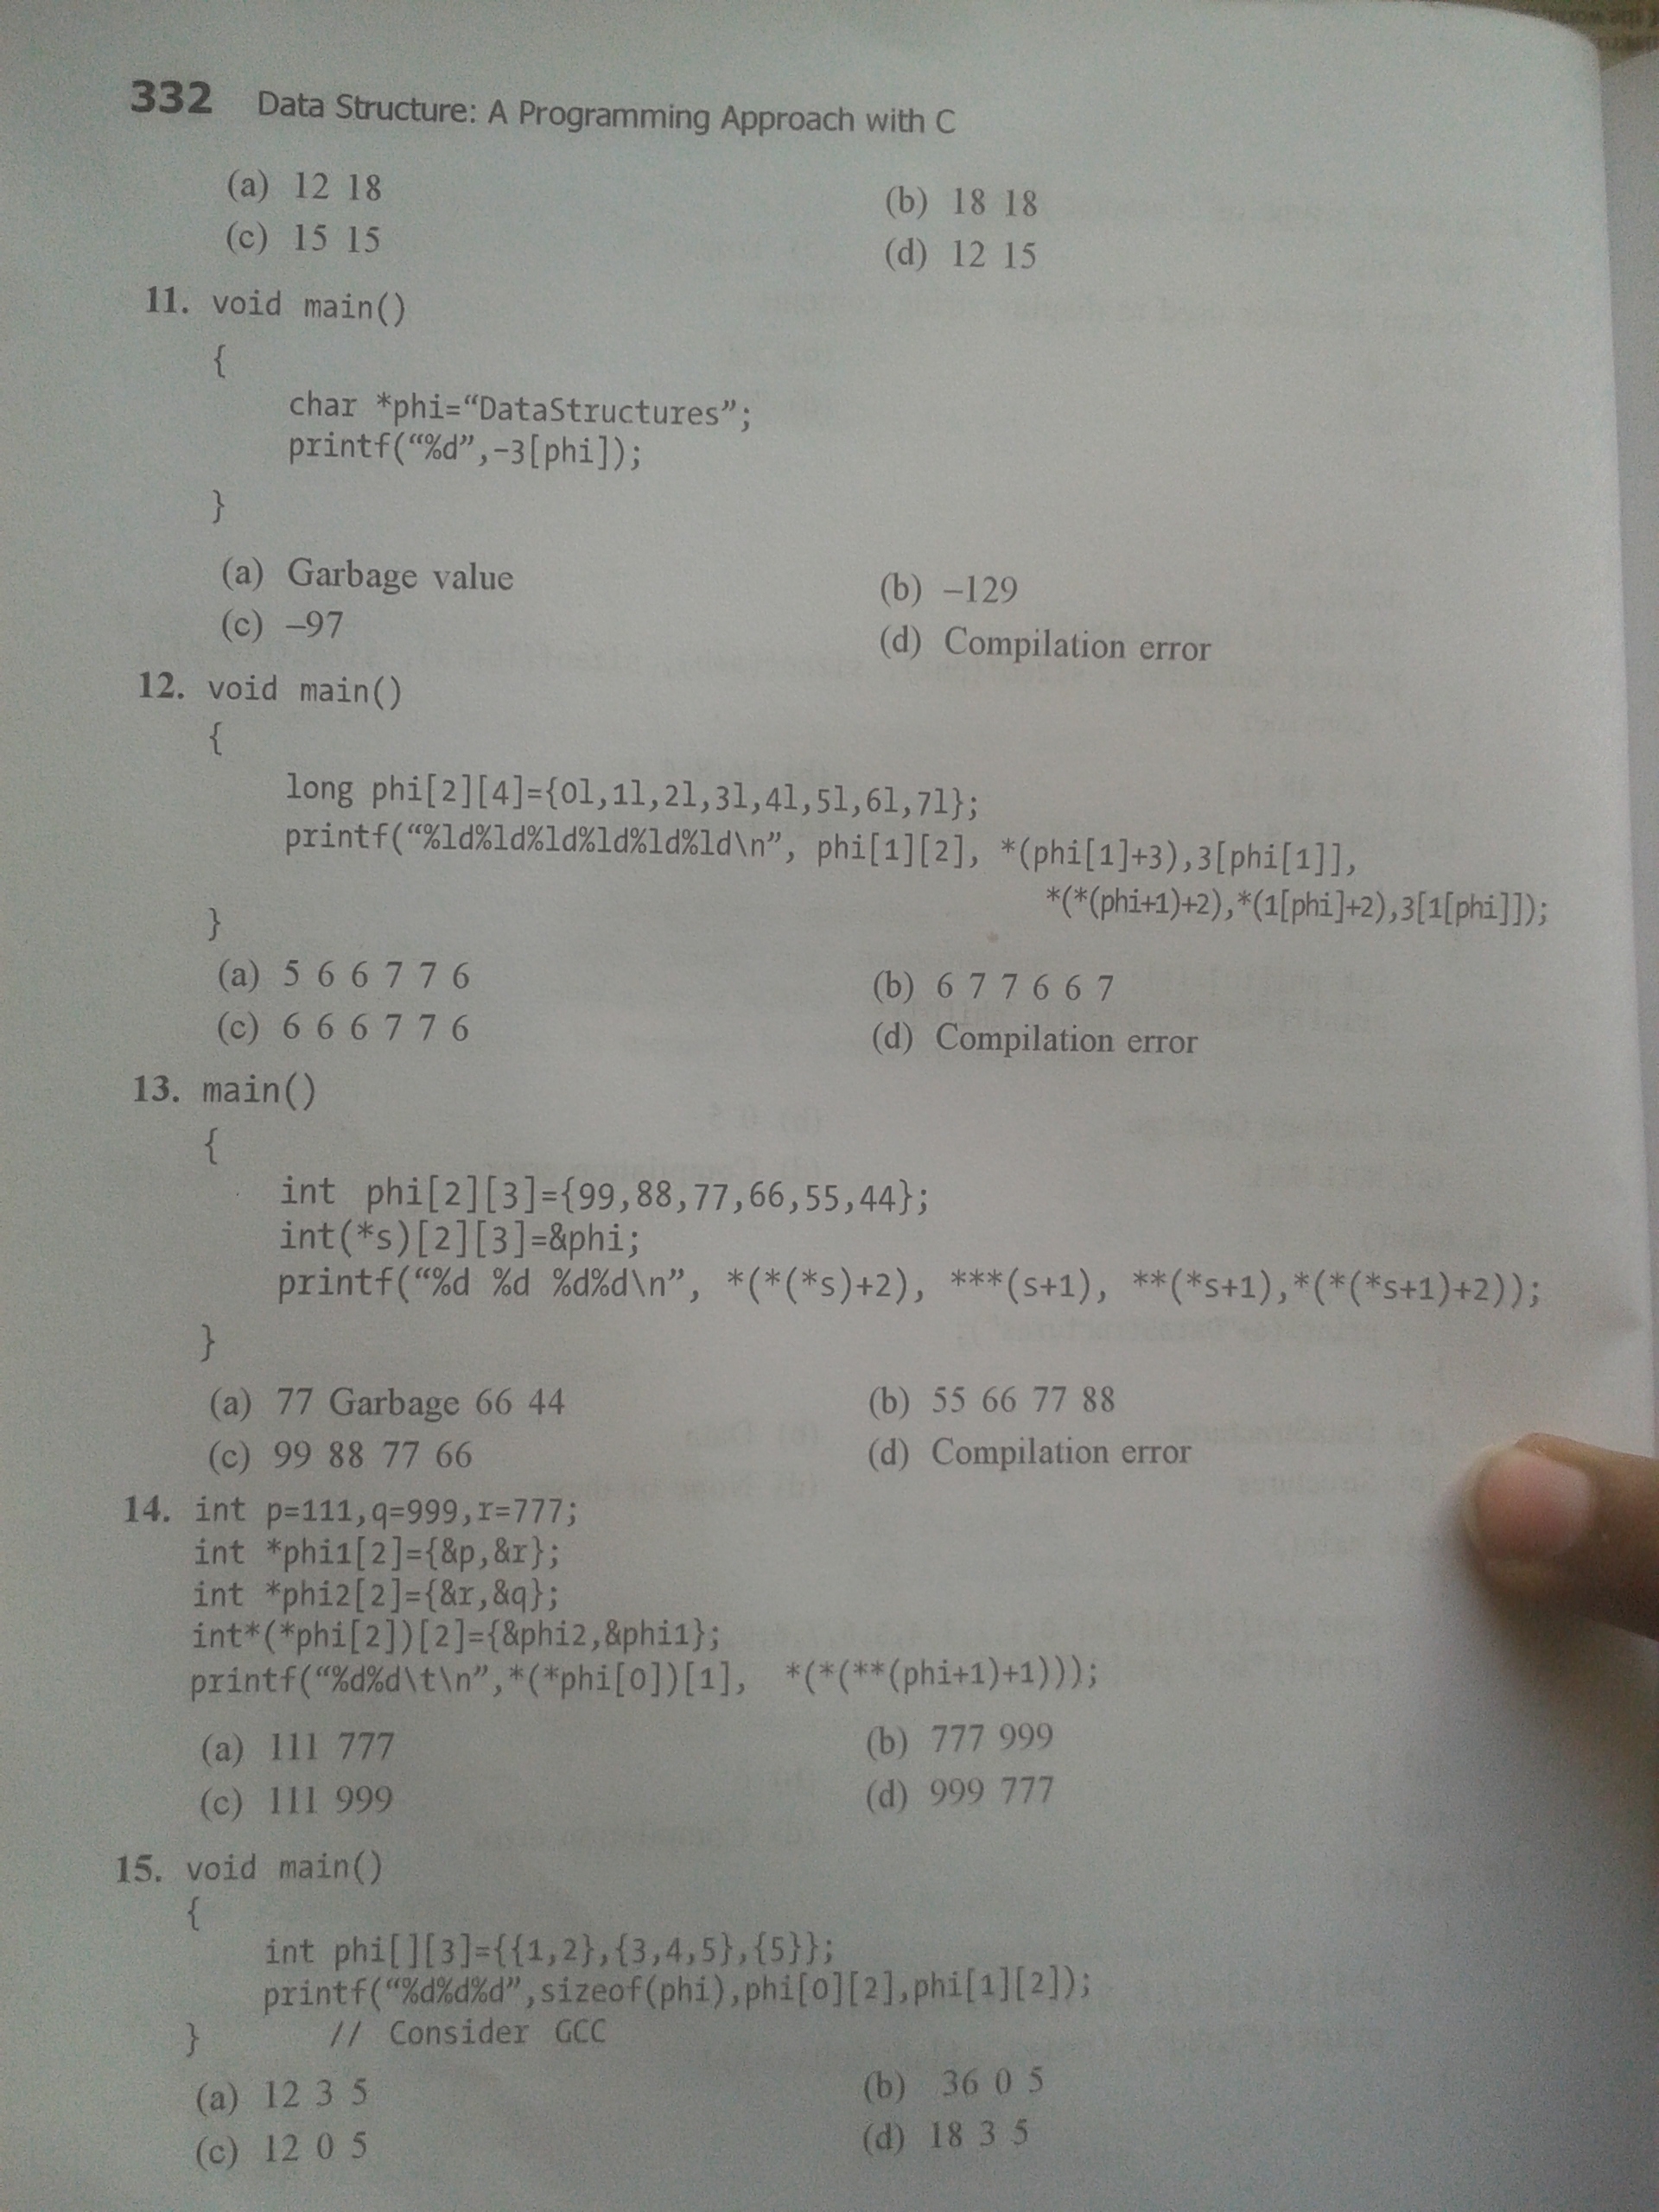 332 Data Structure: A Programming Approach with C
(a) 12 18 (b) 18 18
(c) 15 15 (d) 12 15
11. void main()
{
char *phi=“DataStructures”;
printf(“%d”,-3[phi]);
}
(a) Garbage value (b) –129
(c) –97 (d) Compilation error
12. void main()
{
long phi[2][4]={0l,1l,2l,3l,4l,5l,6l,7l};
printf(“%ld%ld%ld%ld%ld%ld\n”, phi[1][2], *(phi[1]+3),3[phi[1]],
*(*(phi+1)+2),*(1[phi]+2),3[1[phi]]);
}
(a) 5 6 6 7 7 6 (b) 6 7 7 6 6 7
(c) 6 6 6 7 7 6 (d) Compilation error
13. main()
{
int phi[2][3]={99,88,77,66,55,44};
int(*s)[2][3]=&phi;
printf(“%d %d %d%d\n”, *(*(*s)+2), ***(s+1), **(*s+1),*(*(*s+1)+2));
}
(a) 77 Garbage 66 44 (b) 55 66 77 88
(c) 99 88 77 66 (d) Compilation error
14. int p=111,q=999,r=777;
int *phi1[2]={&p,&r};
int *phi2[2]={&r,&q};
int*(*phi[2])[2]={&phi2,&phi1};
printf(“%d%d\t\n”,*(*phi[0])[1], *(*(**(phi+1)+1)));
(a) 111 777 (b) 777 999
(c) 111 999 (d) 999 777
15. void main()
{
int phi[][3]={{1,2},{3,4,5},{5}};
printf(“%d%d%d”,sizeof(phi),phi[0][2],phi[1][2]);
} // Consider GCC
(a) 12 3 5 (b) 36 0 5
(c) 12 0 5 (d) 18 3 5